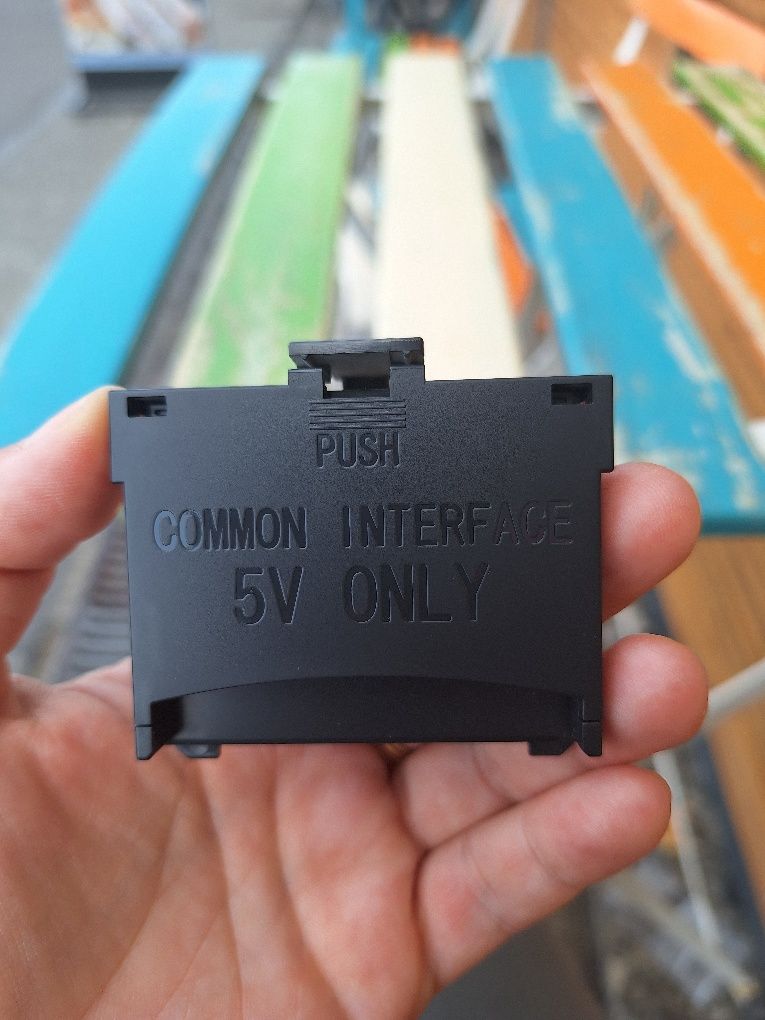 PUSH
COMMON INTERFACE
5V ONLY